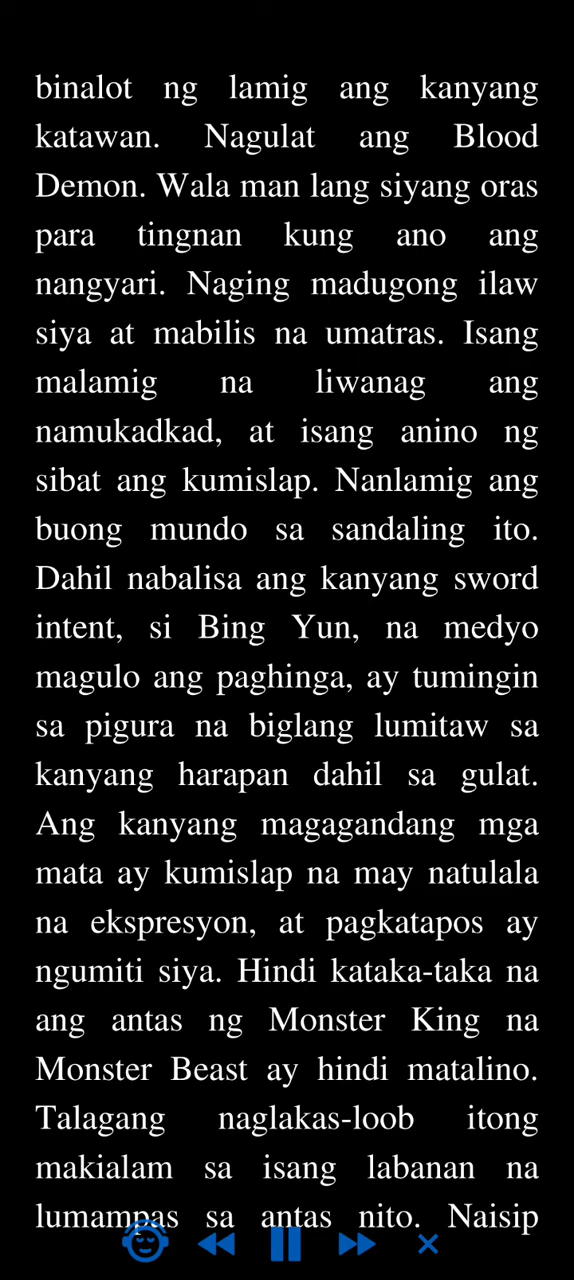 binalot ng lamig ang kanyang
katawan. Nagulat ang Blood
Demon. Wala man lang siyang oras
para tingnan kung ano ang
nangyari. Naging madugong ilaw
siya at mabilis na umatras. Isang
malamig na liwanag ang
namukadkad, at isang anino ng
sibat ang kumislap. Nanlamig ang
buong mundo sa sandaling ito.
Dahil nabalisa ang kanyang sword
intent, si Bing Yun, na medyo
magulo ang paghinga, ay tumingin
sa pigura na biglang lumitaw sa
kanyang harapan dahil sa gulat.
Ang kanyang magagandang mga
mata ay kumislap na may natulala
na ekspresyon, at pagkatapos ay
ngumiti siya. Hindi kataka-taka na
ang antas ng Monster King na
Monster Beast ay hindi matalino.
Talagang naglakas-loob itong
makialam sa isang labanan na
lumampas sa antas nito. Naisip